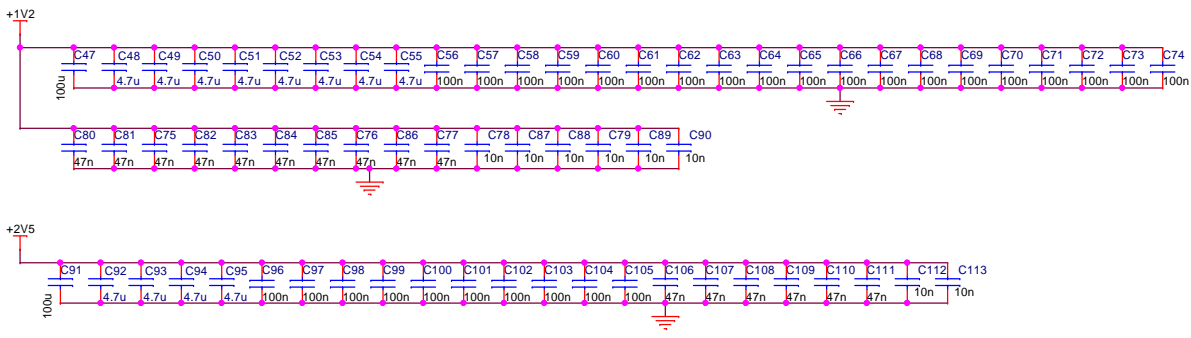 +1V2
C47 C48 C49 C50 C51 C52 C53 C54 C55 C56 C57 C58 C59 C60 C61 C62 C63 C64 C65 C66 C67 C68 C69 C70 C71 C72 C73 C74
100u 4.7u 4.7u 4.7u 4.7u 4.7u 4.7u 4.7u 4.7u 100n 100n 100n 100n 100n 100n 100n 100n 100n 100n 100n 100n 100n 100n 100n 100n 100n 100n 100n
C80 C81 C75 C82 C83 C84 C85 C76 C86 C77 C78 C87 C88 C79 C89 C90
47n 47n 47n 47n 47n 47n 47n 47n 47n 47n 10n 10n 10n 10n 10n 10n
+2V5
C91 C92 C93 C94 C95 C96 C97 C98 C99 C100 C101 C102 C103 C104 C105 C106 C107 C108 C109 C110 C111 C112 C113
100u 4.7u 4.7u 4.7u 4.7u 100n 100n 100n 100n 100n 100n 100n 100n 100n 100n 47n 47n 47n 47n 47n 47n 10n 10n